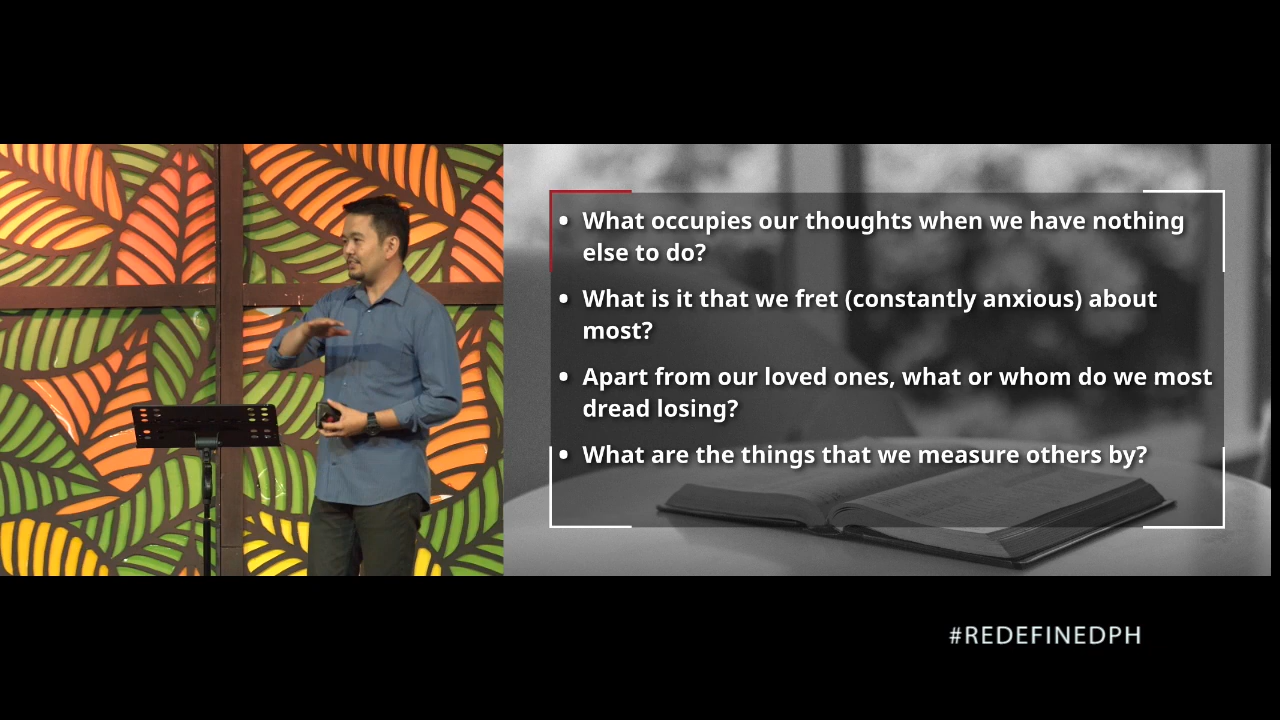 • What occupies our thoughts when we have nothing
else to do?
• What is it that we fret (constantly anxious) about
most?
• Apart from our loved ones, what or whom do we most
dread losing?
• What are the things that we measure others by?
#REDEFINEDPH